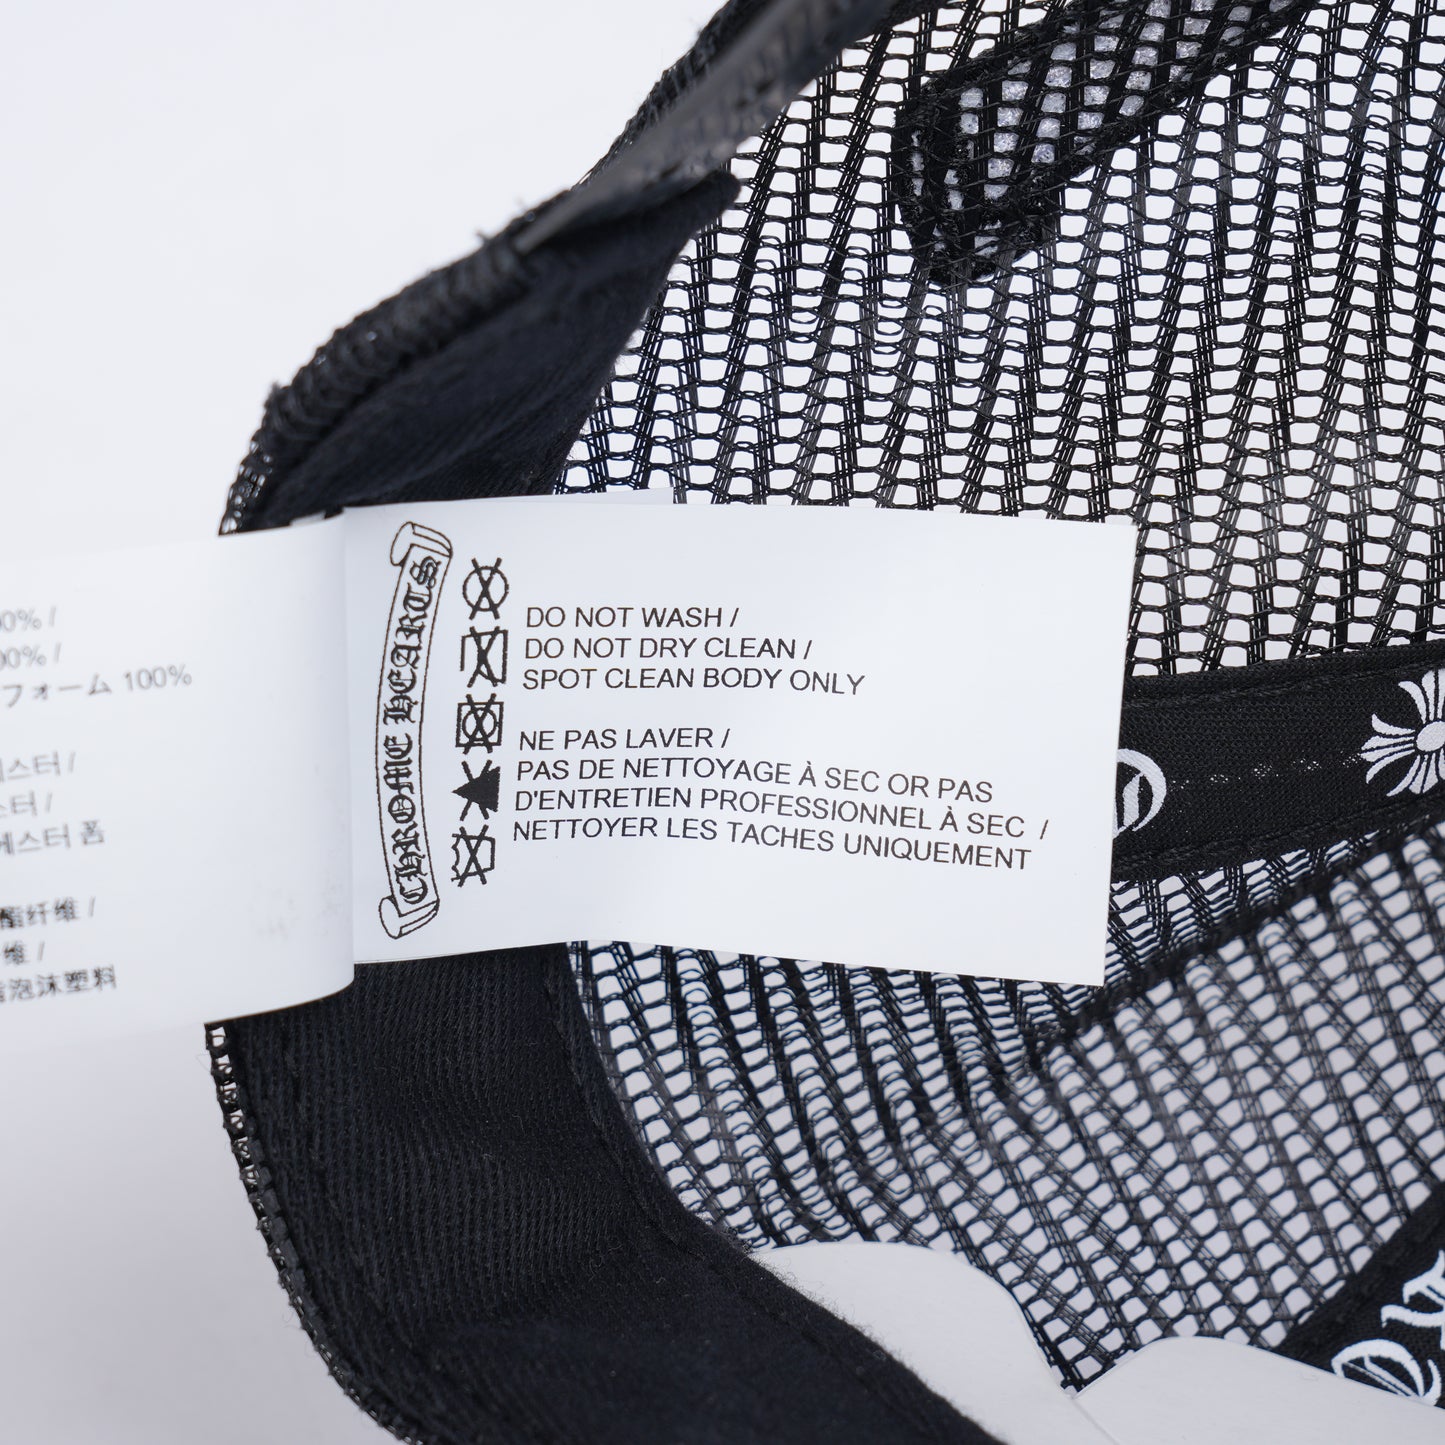 00% /
00% /
フォーム 100%
스터 /
스터 /
에스터 폼
酯纤维 /
维 /
泡沫塑料
CHROME HEARTS
DO NOT WASH /
DO NOT DRY CLEAN /
SPOT CLEAN BODY ONLY
NE PAS LAVER /
PAS DE NETTOYAGE À SEC OR PAS
D'ENTRETIEN PROFESSIONNEL À SEC /
NETTOYER LES TACHES UNIQUEMENT